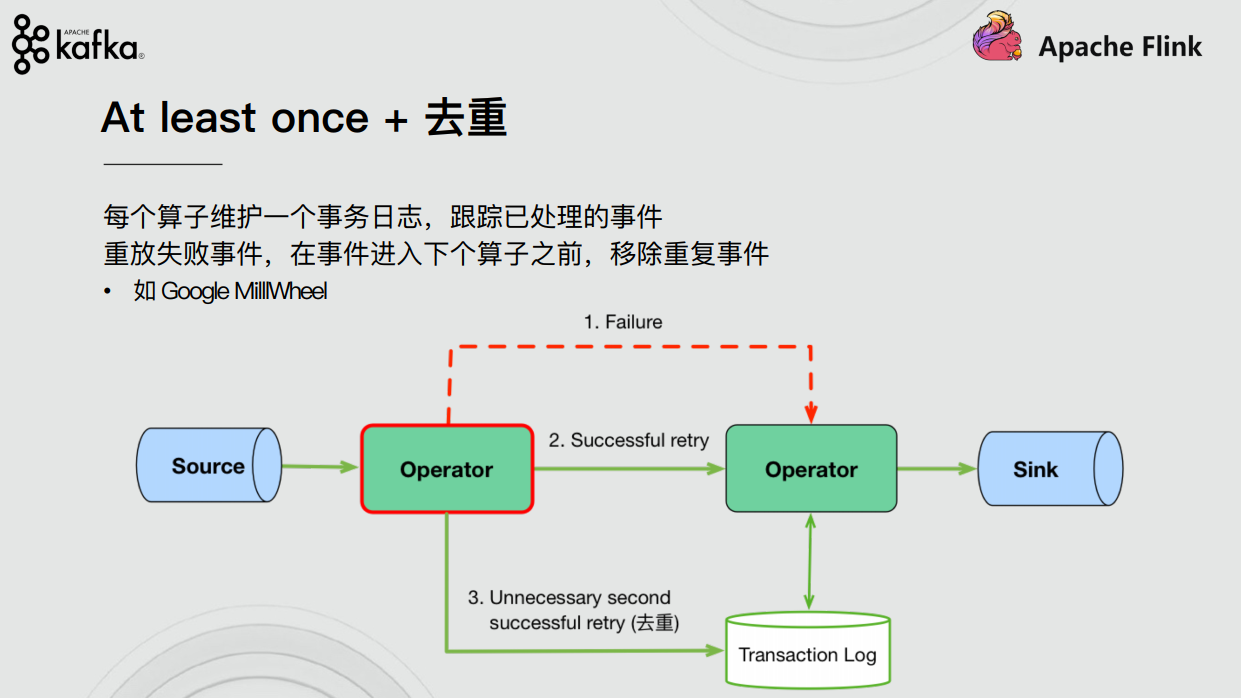 APACHE
kafka®
Apache Flink
At least once + 去重
每个算子维护一个事务日志，跟踪已处理的事件
重放失败事件，在事件进入下个算子之前，移除重复事件
• 如 Google MillWheel
1. Failure
2. Successful retry
Source
Operator
Operator
Sink
3. Unnecessary second
successful retry (去重)
Transaction Log